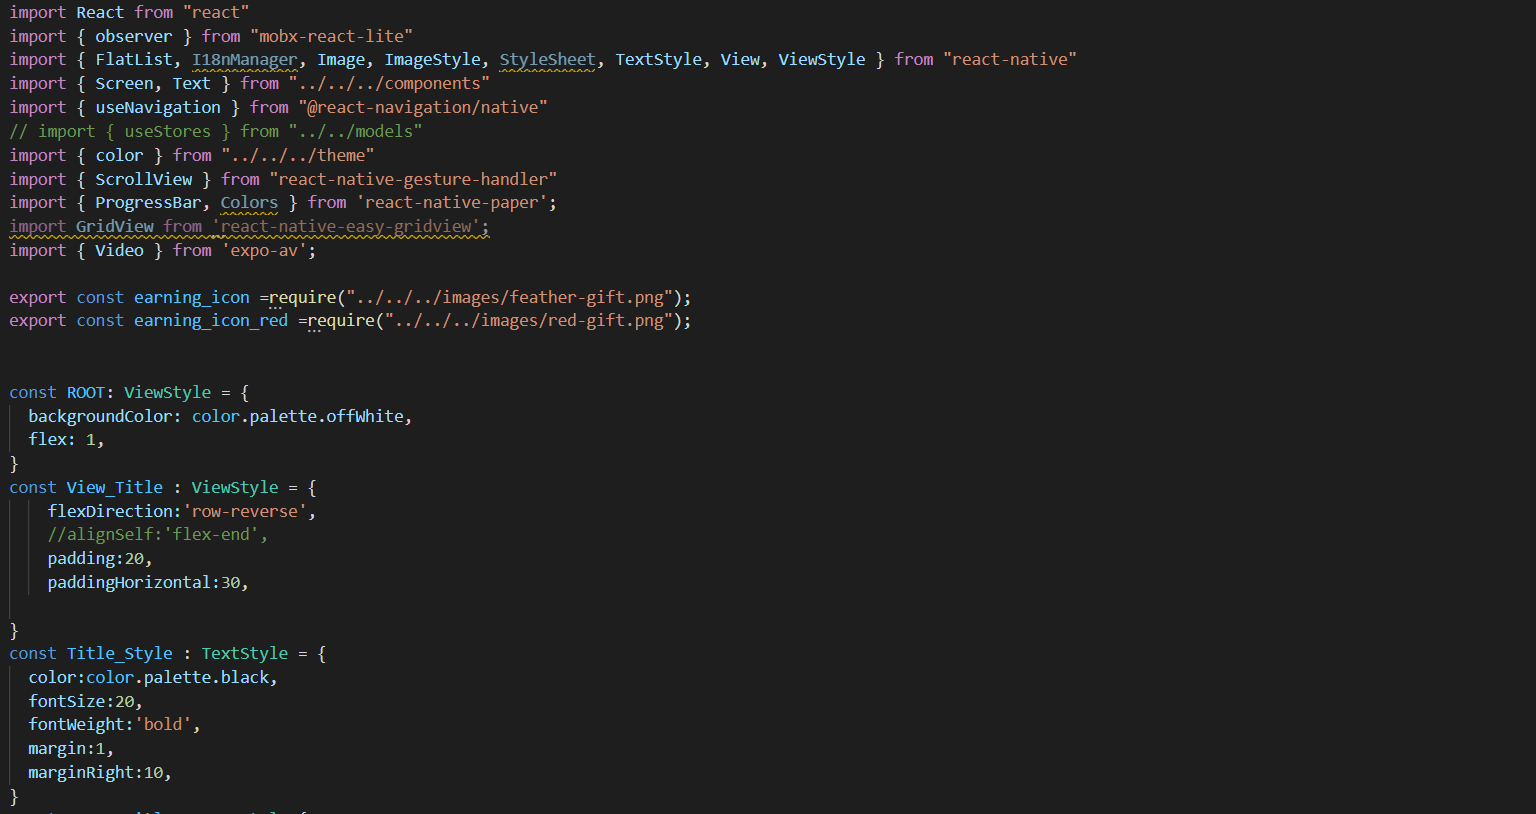 import React from "react"
import { observer } from "mobx-react-lite"
import { FlatList, I18nManager, Image, ImageStyle, StyleSheet, TextStyle, View, ViewStyle } from "react-native"
import { Screen, Text } from "../../../components"
import { useNavigation } from "@react-navigation/native"
// import { useStores } from "../../models"
import { color } from "../../../theme"
import { ScrollView } from "react-native-gesture-handler"
import { ProgressBar, Colors } from 'react-native-paper';
import GridView from 'react-native-easy-gridview';
import { Video } from 'expo-av';
export const earning_icon =require("../../../images/feather-gift.png");
export const earning_icon_red =require("../../../images/red-gift.png");
const ROOT: ViewStyle = {
  backgroundColor: color.palette.offWhite,
  flex: 1,
}
const View_Title : ViewStyle = {
    flexDirection:'row-reverse',
    //alignSelf:'flex-end',
    padding:20,
    paddingHorizontal:30,
}
const Title_Style : TextStyle = {
  color:color.palette.black,
  fontSize:20,
  fontWeight:'bold',
  margin:1,
  marginRight:10,
}